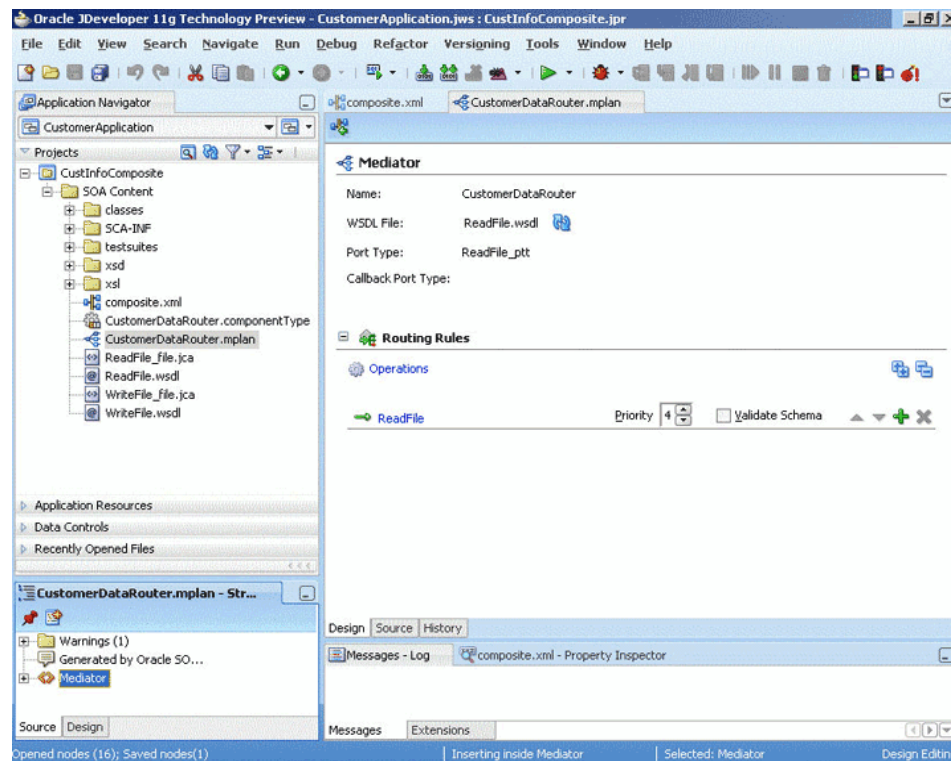 Oracle JDeveloper 11g Technology Preview - CustomerApplication.jws : CustInfoComposite.jpr
File Edit View Search Navigate Run Debug Refactor Versioning Tools Window Help
Application Navigator
CustomerApplication
Projects
CustInfoComposite
SOA Content
classes
SCA-INF
testsuites
xsd
xsl
composite.xml
CustomerDataRouter.componentType
CustomerDataRouter.mplan
ReadFile_file.jca
ReadFile.wsdl
WriteFile_file.jca
WriteFile.wsdl
Application Resources
Data Controls
Recently Opened Files
CustomerDataRouter.mplan - Str...
Warnings (1)
Generated by Oracle SO...
Mediator
Source Design
composite.xml CustomerDataRouter.mplan
Mediator
Name: CustomerDataRouter
WSDL File: ReadFile.wsdl
Port Type: ReadFile_ptt
Callback Port Type:
Routing Rules
Operations
ReadFile Priority 4 Validate Schema
Design Source History
Messages - Log composite.xml - Property Inspector
Messages Extensions
Opened nodes (16); Saved nodes(1) Inserting inside Mediator Selected: Mediator Design Editin